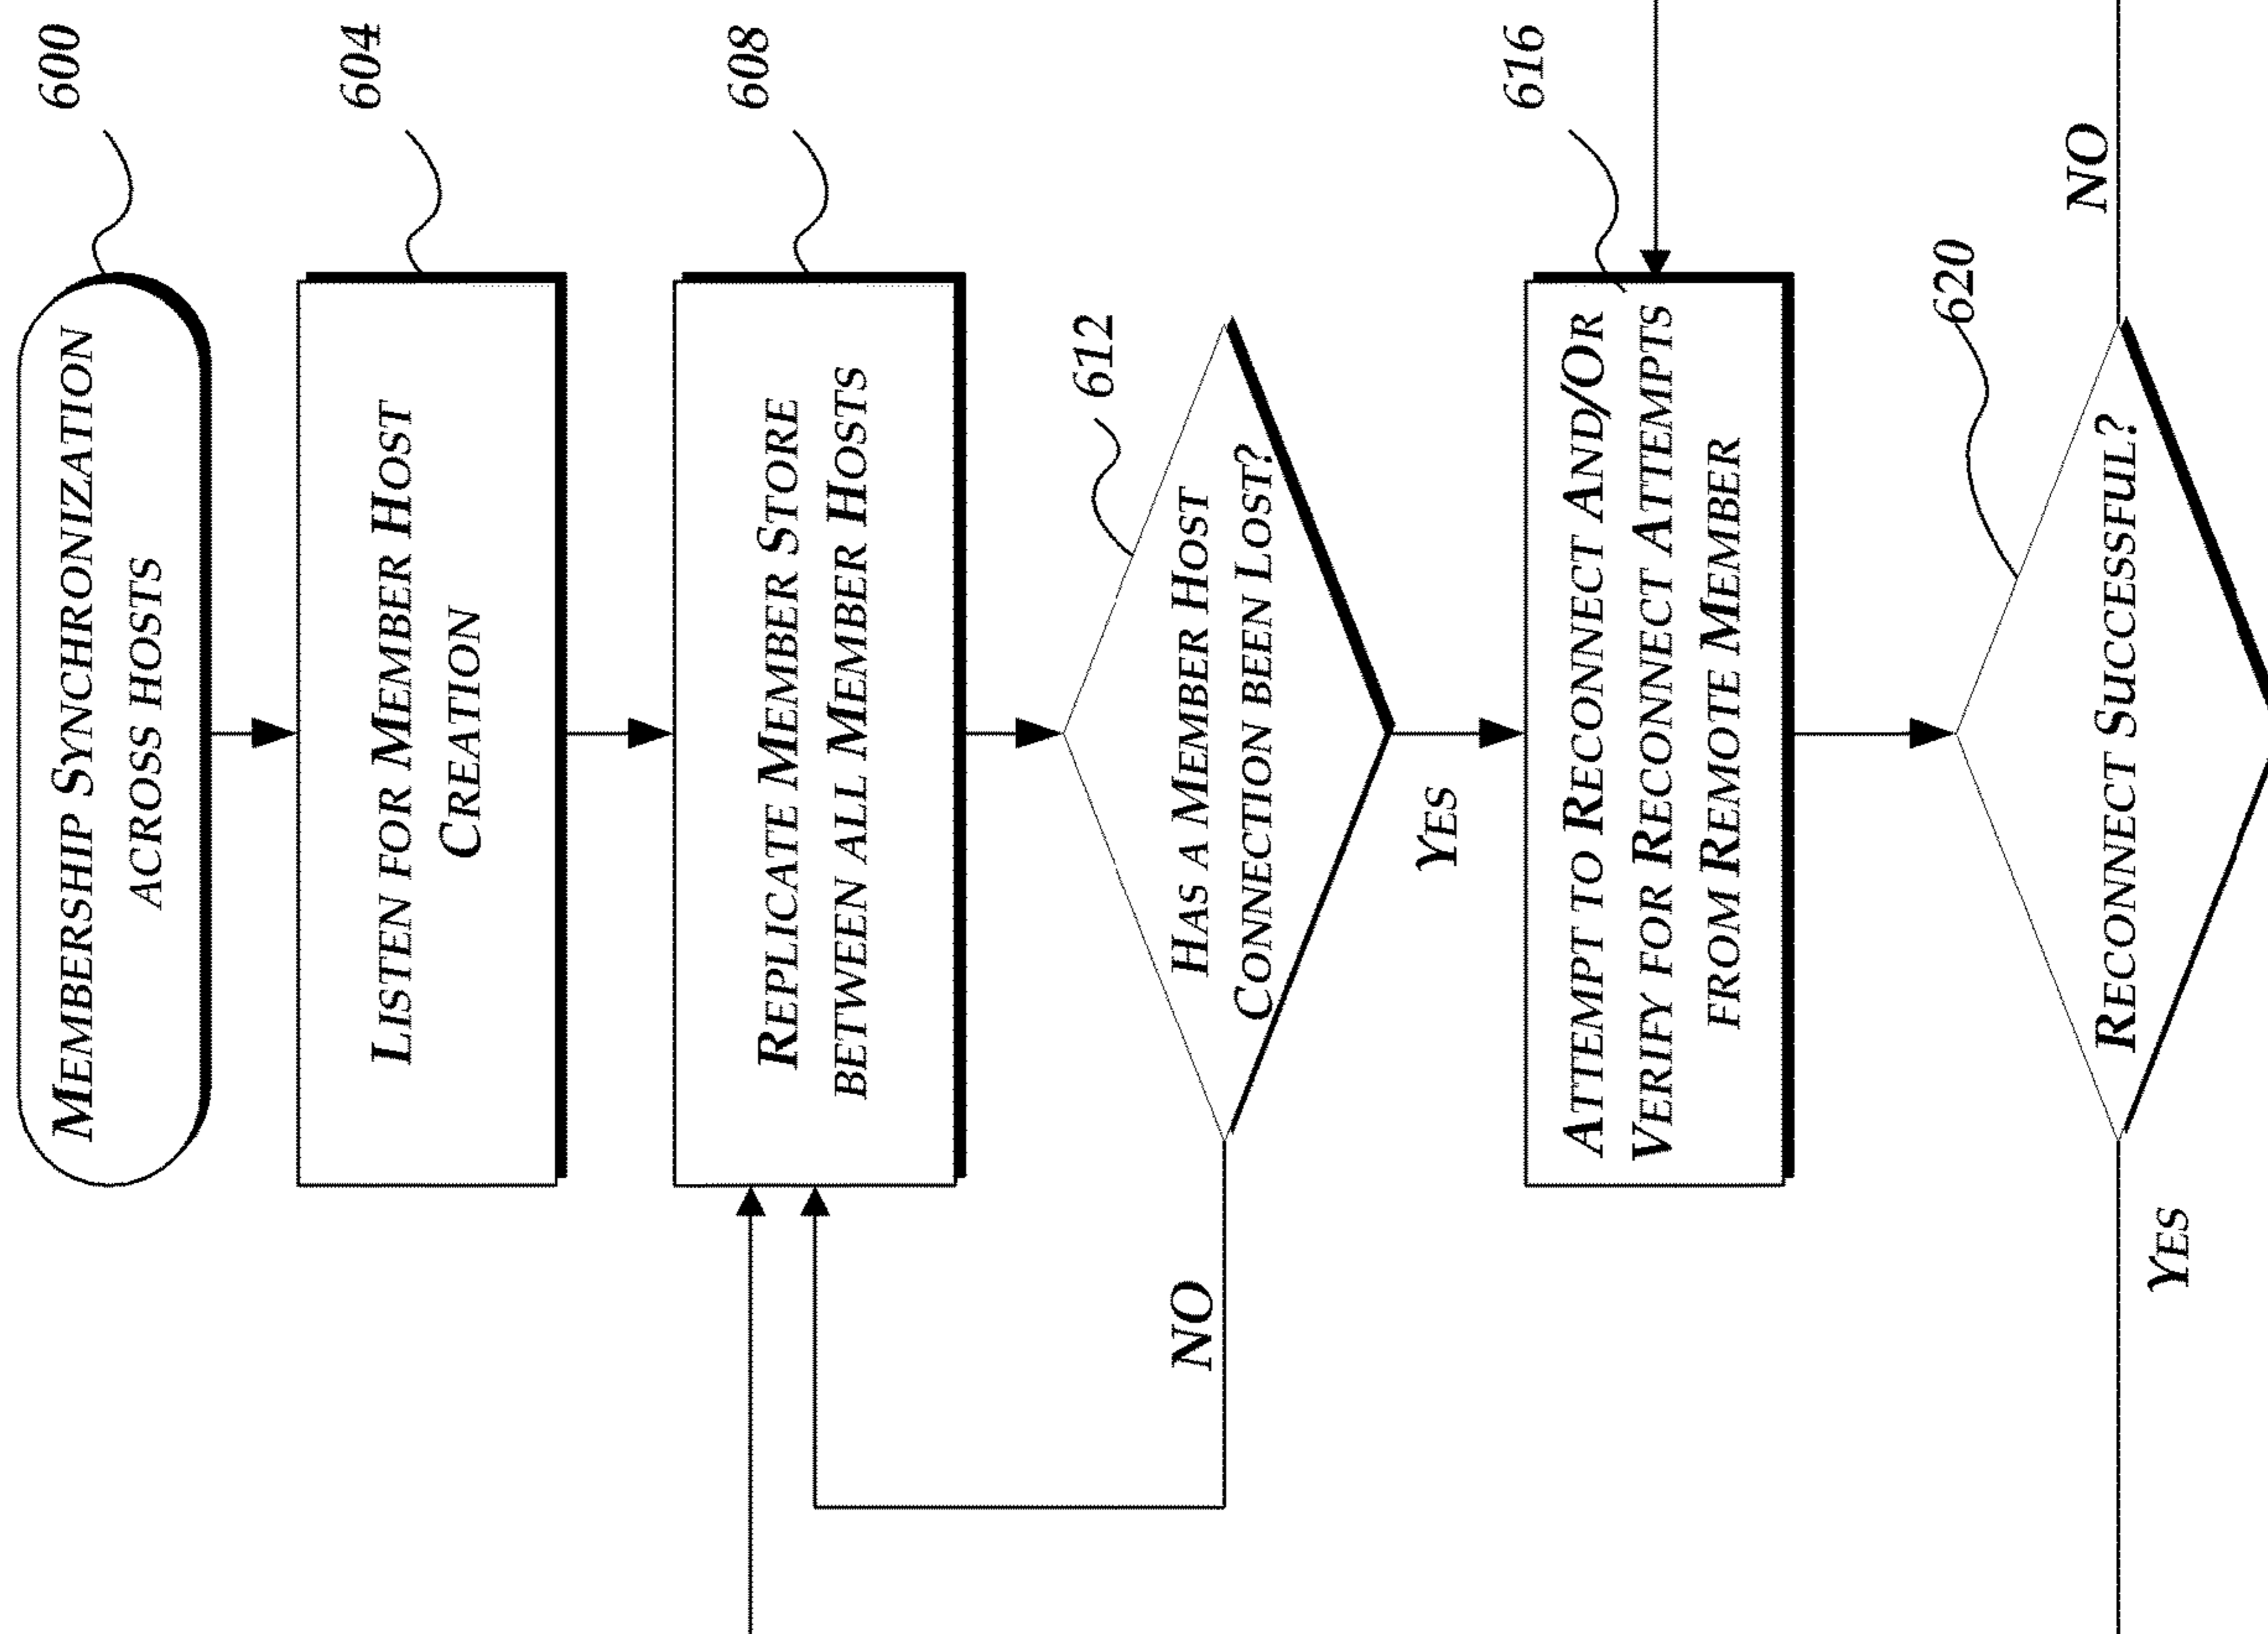 600
MEMBERSHIP SYNCHRONIZATION
ACROSS HOSTS
604
LISTEN FOR MEMBER HOST
CREATION
608
REPLICATE MEMBER STORE
BETWEEN ALL MEMBER HOSTS
612
HAS A MEMBER HOST
CONNECTION BEEN LOST?
NO
YES
616
ATTEMPT TO RECONNECT AND/OR
VERIFY FOR RECONNECT ATTEMPTS
FROM REMOTE MEMBER
620
RECONNECT SUCCESSFUL?
NO
YES